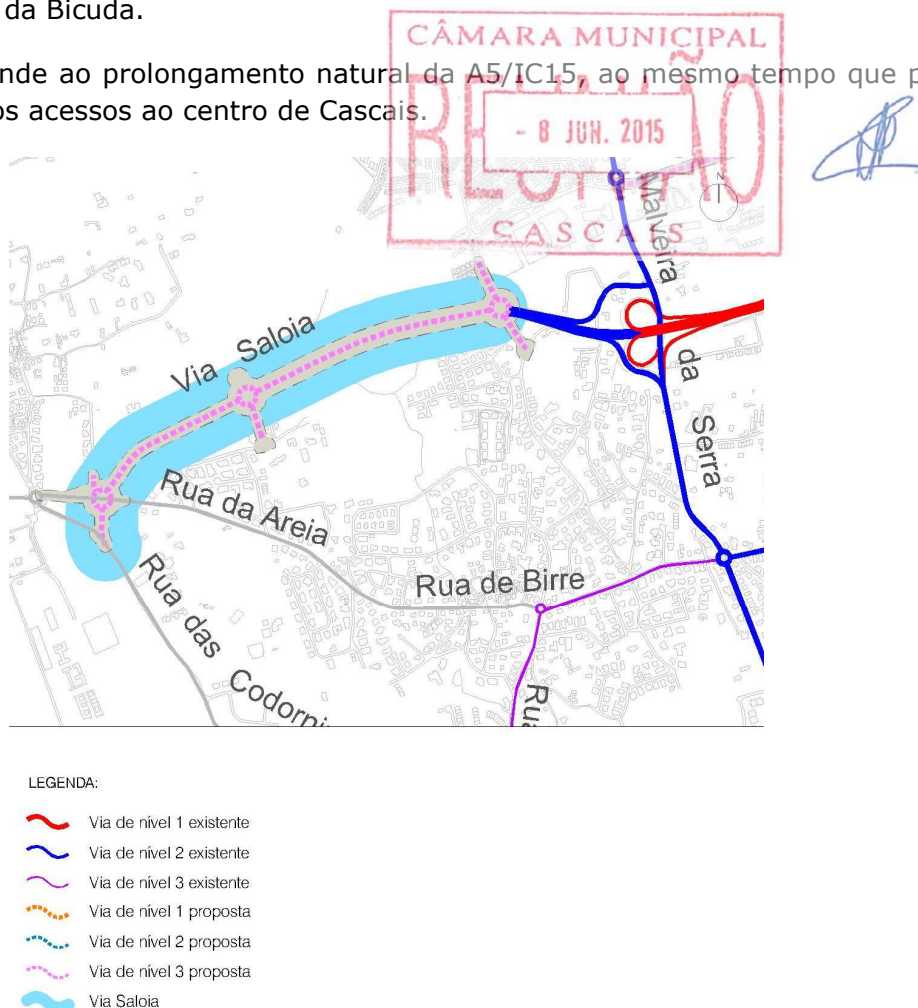 da Bicuda.
CÂMARA MUNICIPAL
nde ao prolongamento natural da A5/IC15, ao mesmo tempo que p
os acessos ao centro de Cascais.
- 8 JUN. 2015
REUNIÃO
CASCAIS
N
Malveira
da
Serra
Via Saloia
Rua da Areia
Rua de Birre
Rua das
Codorni
Rua
LEGENDA:
Via de nível 1 existente
Via de nível 2 existente
Via de nível 3 existente
Via de nível 1 proposta
Via de nível 2 proposta
Via de nível 3 proposta
Via Saloia